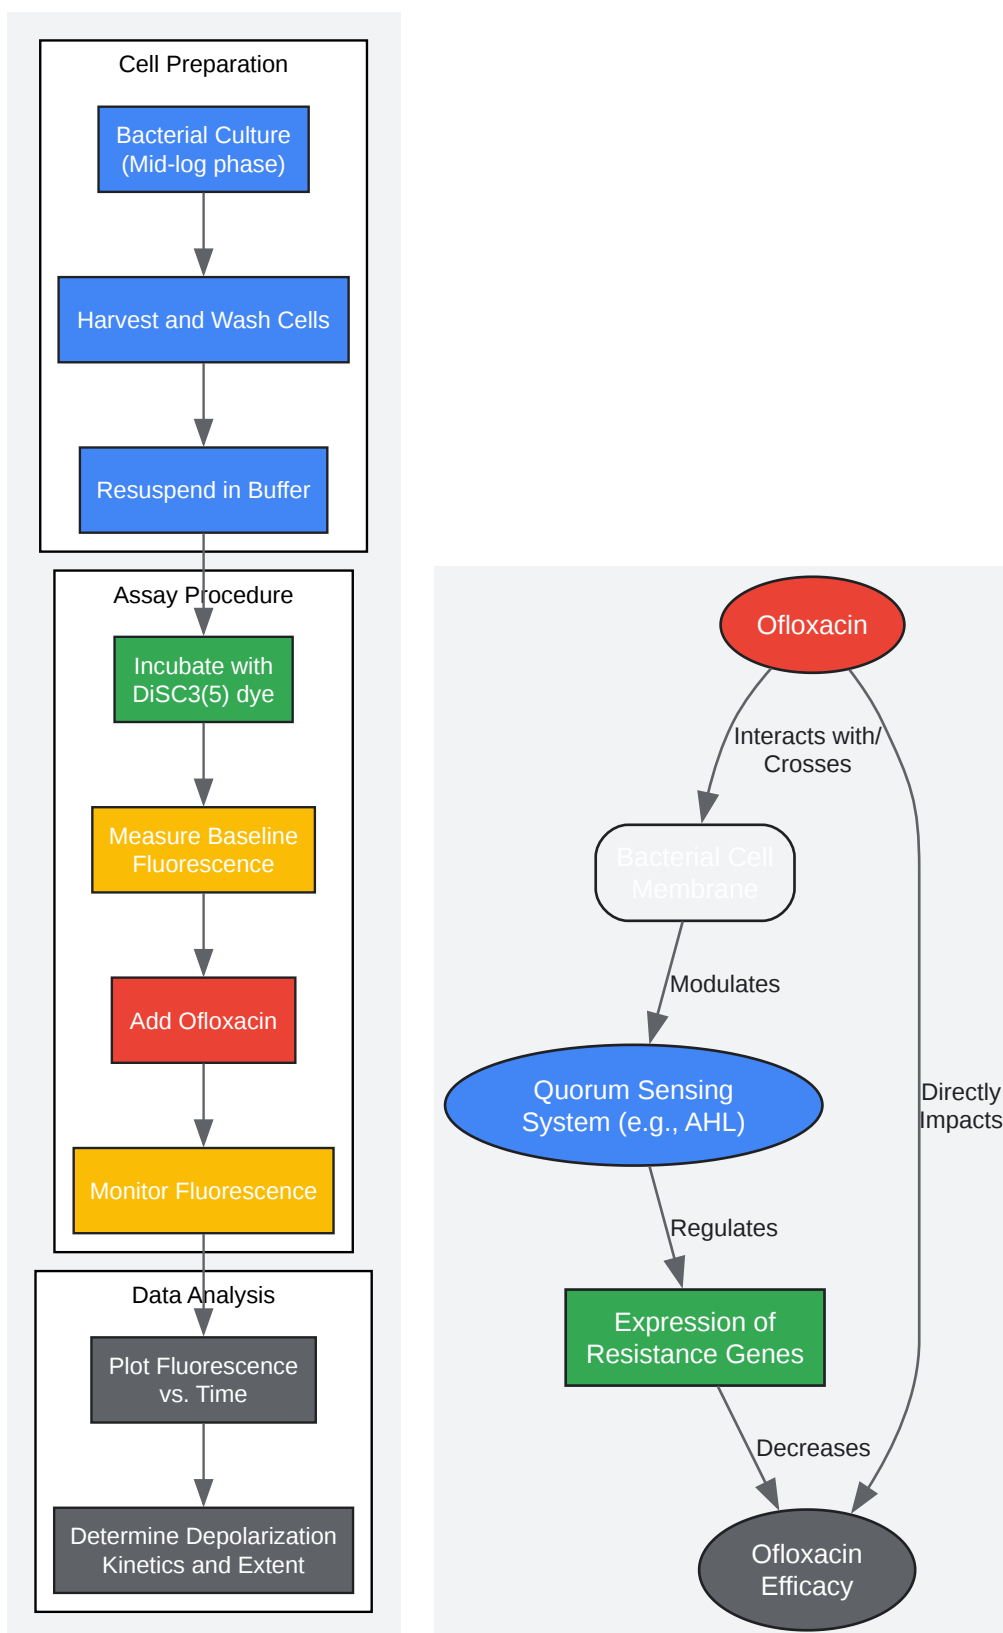 Cell Preparation
Bacterial Culture
(Mid-log phase)
Harvest and Wash Cells
Resuspend in Buffer
Assay Procedure
Incubate with
DiSC3(5) dye
Measure Baseline
Fluorescence
Add Ofloxacin
Monitor Fluorescence
Data Analysis
Plot Fluorescence
vs. Time
Determine Depolarization
Kinetics and Extent
Ofloxacin
Interacts with/
Crosses
Bacterial Cell
Membrane
Modulates
Quorum Sensing
System (e.g., AHL)
Directly
Impacts
Regulates
Expression of
Resistance Genes
Decreases
Ofloxacin
Efficacy